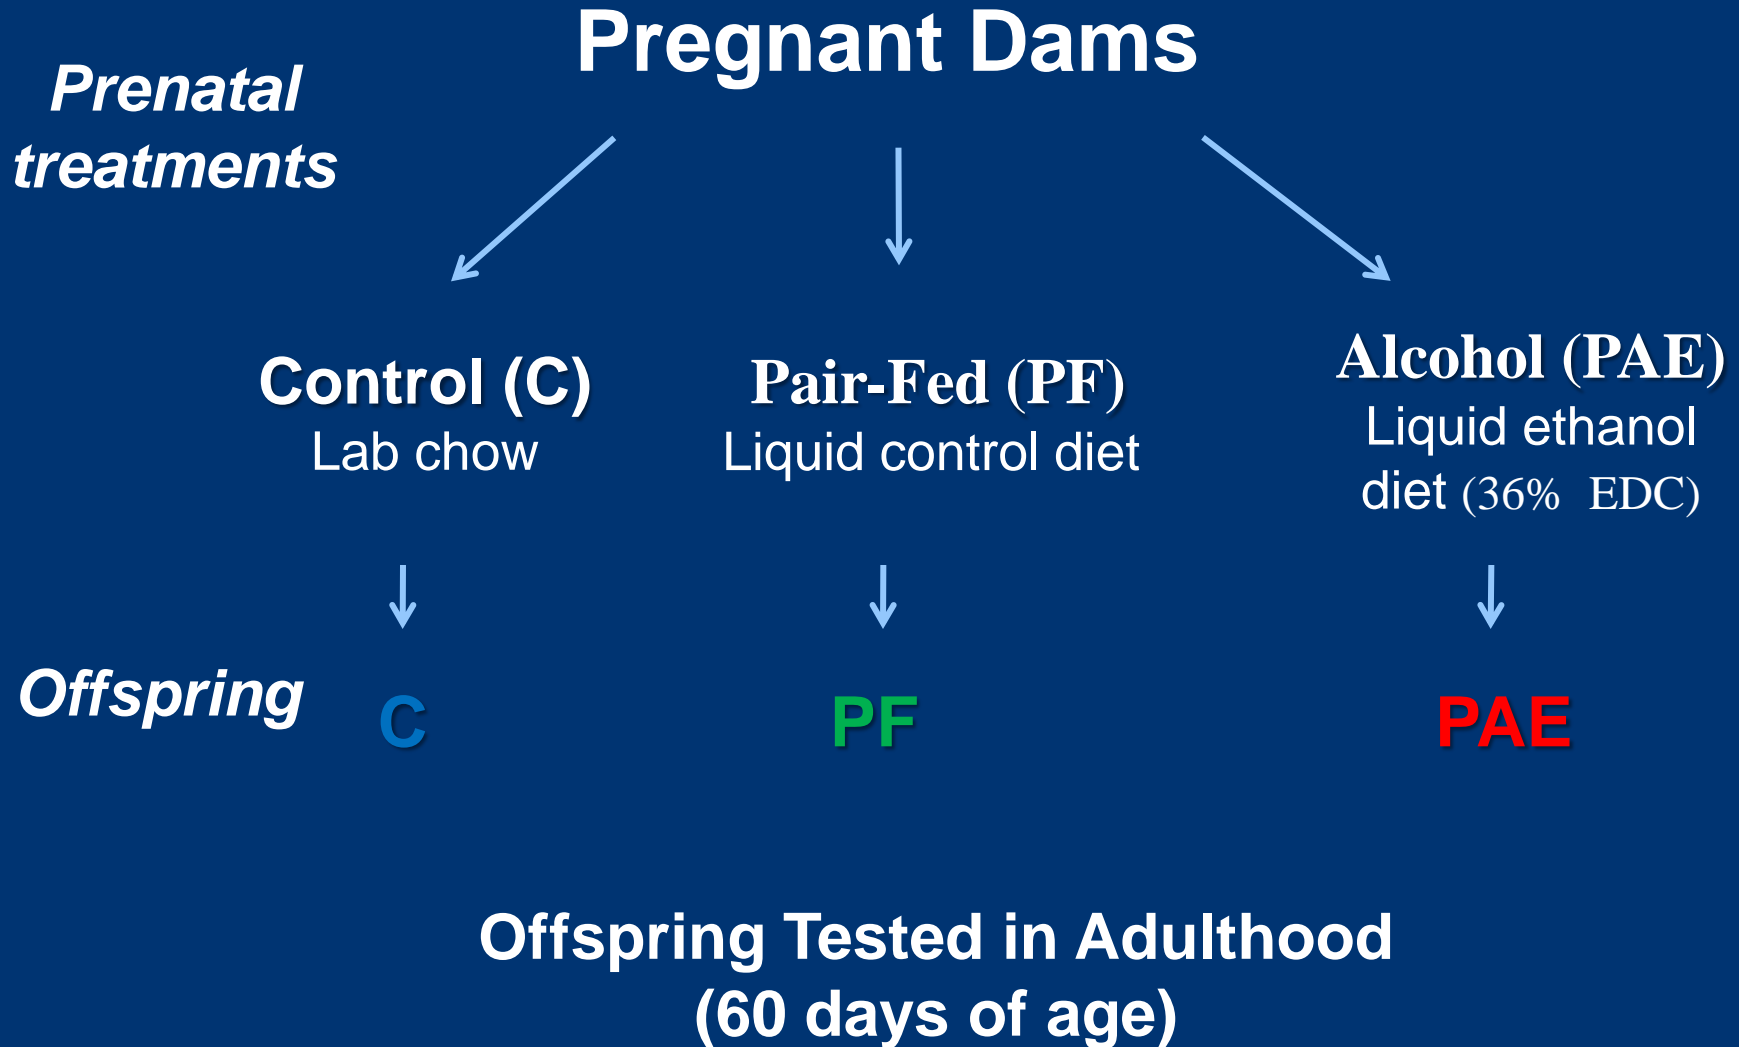 Pregnant Dams
Prenatal
treatments
Control (C)
Lab chow
Pair-Fed (PF)
Liquid control diet
Alcohol (PAE)
Liquid ethanol
diet (36% EDC)
Offspring
C
PF
PAE
Offspring Tested in Adulthood
(60 days of age)